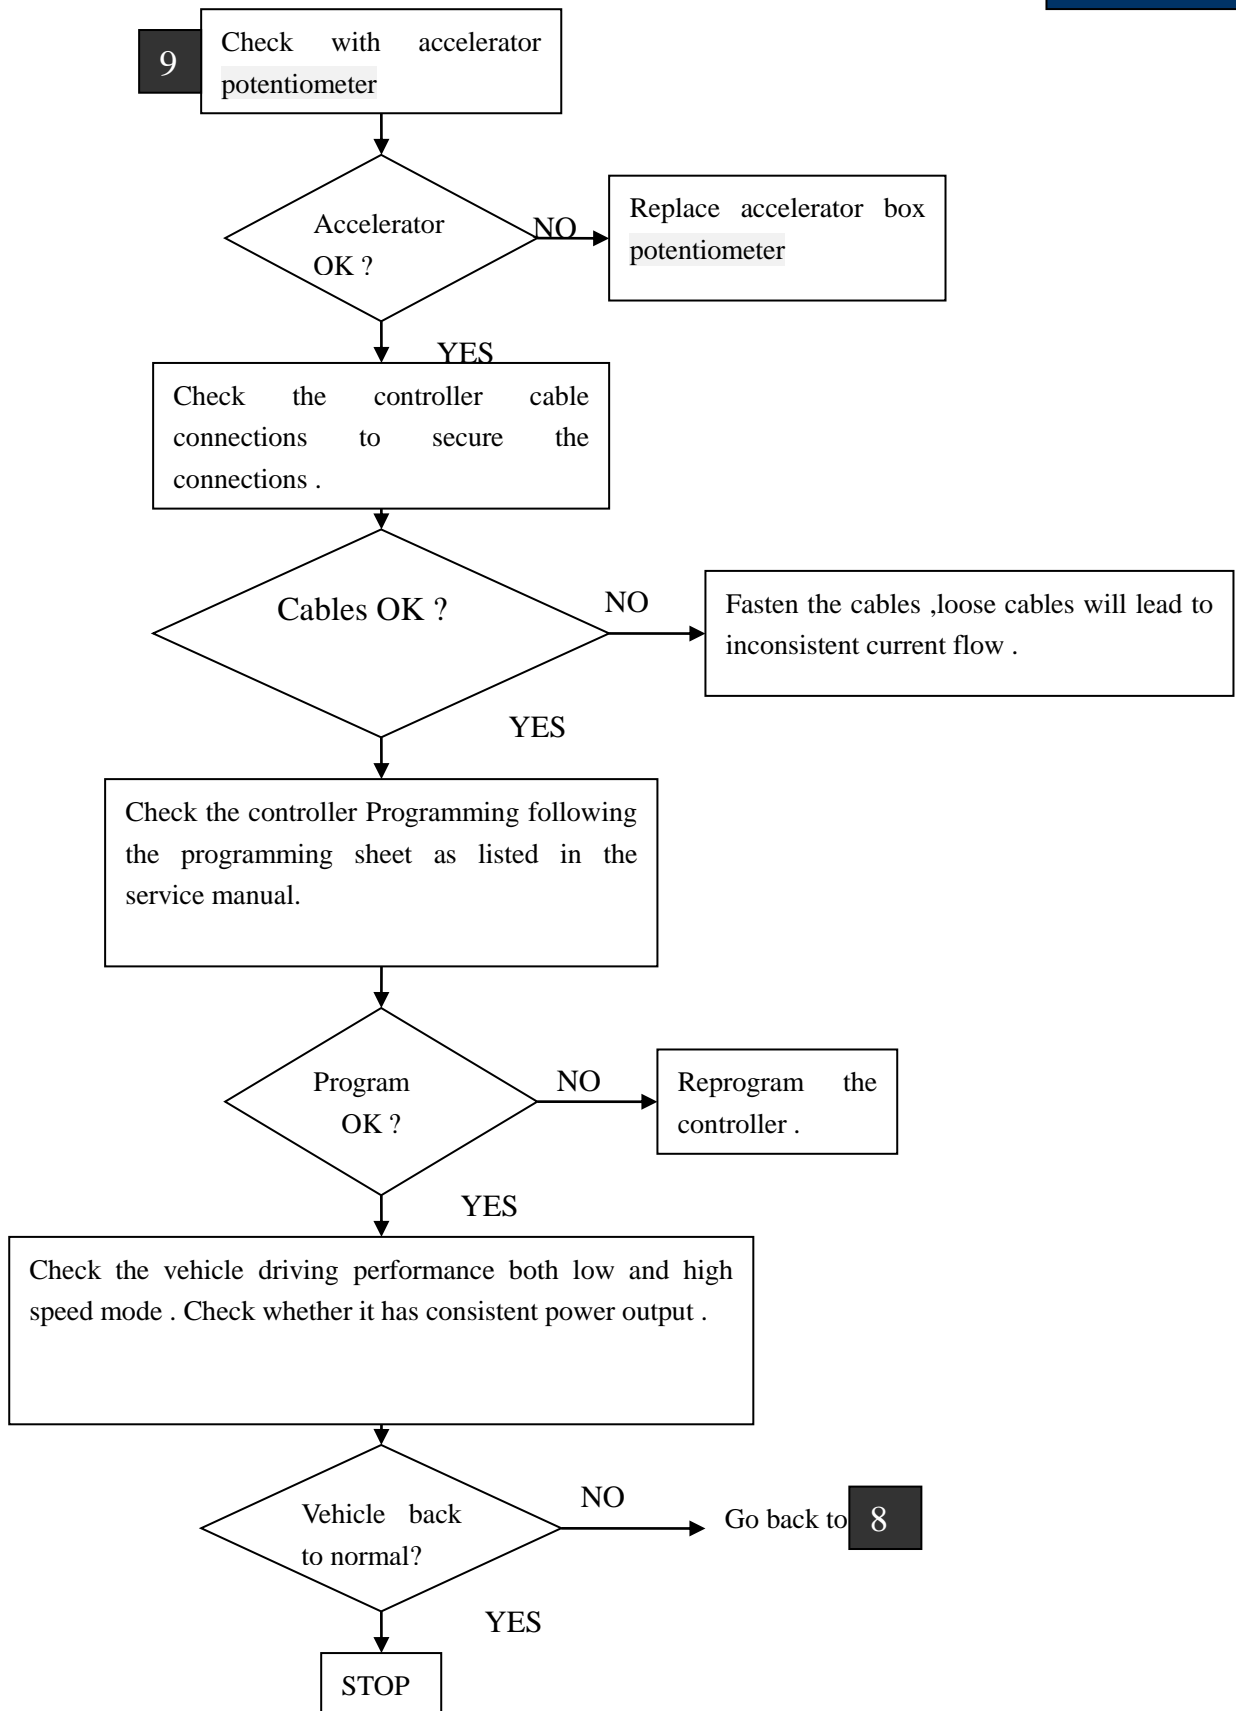 9
Check with accelerator
potentiometer
Accelerator
OK ?
NO
Replace accelerator box
potentiometer
YES
Check the controller cable
connections to secure the
connections .
Cables OK ?
NO
Fasten the cables ,loose cables will lead to
inconsistent current flow .
YES
Check the controller Programming following
the programming sheet as listed in the
service manual.
Program
OK ?
NO
Reprogram the
controller .
YES
Check the vehicle driving performance both low and high
speed mode . Check whether it has consistent power output .
Vehicle back
to normal?
NO
Go back to 8
YES
STOP